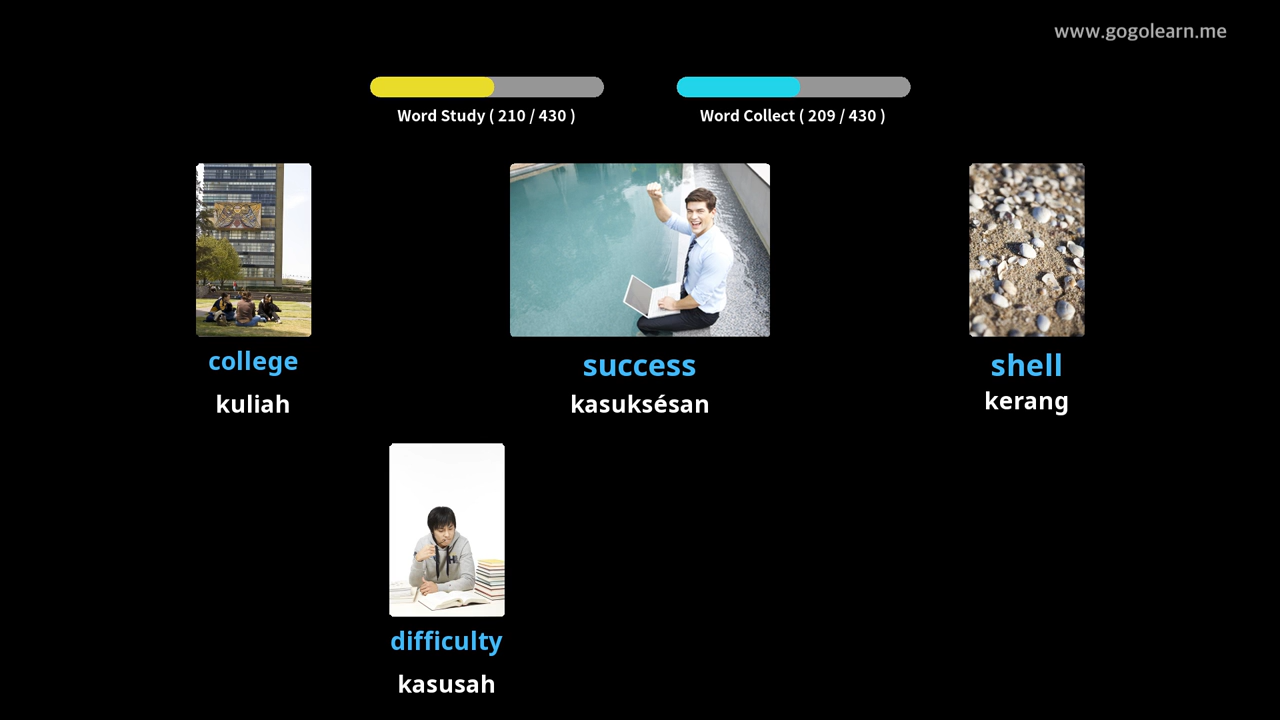 www.gogolearn.me
Word Study ( 210 / 430 )
Word Collect ( 209 / 430 )
college
success
shell
kuliah
kasuksésan
kerang
difficulty
kasusah